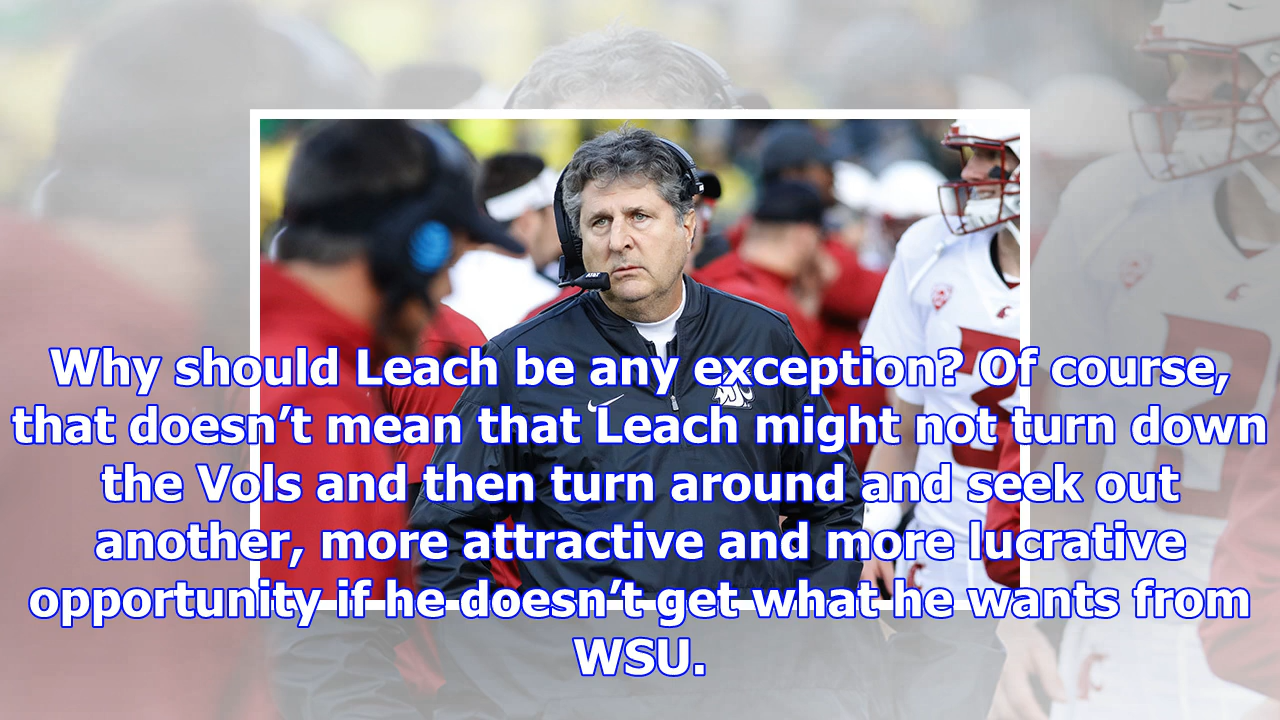 Why should Leach be any exception? Of course,
that doesn’t mean that Leach might not turn down
the Vols and then turn around and seek out
another, more attractive and more lucrative
opportunity if he doesn’t get what he wants from
WSU.